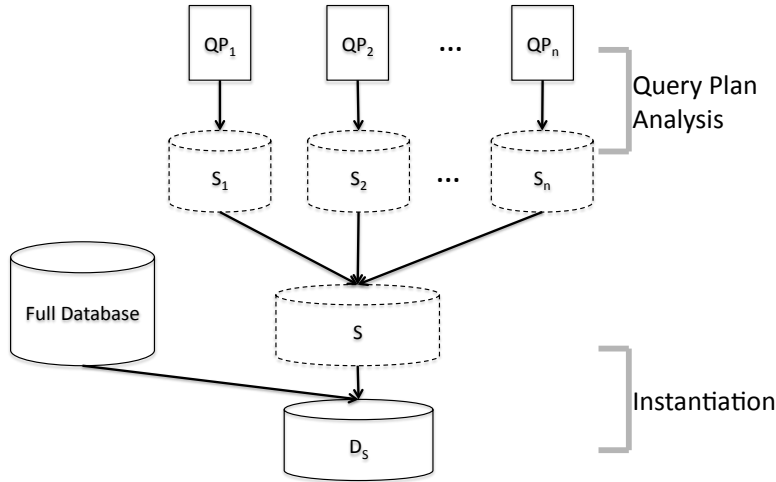 QP1 QP2 ... QPn
Query Plan
Analysis
S1 S2 ... Sn
Full Database
S
Instantiation
DS